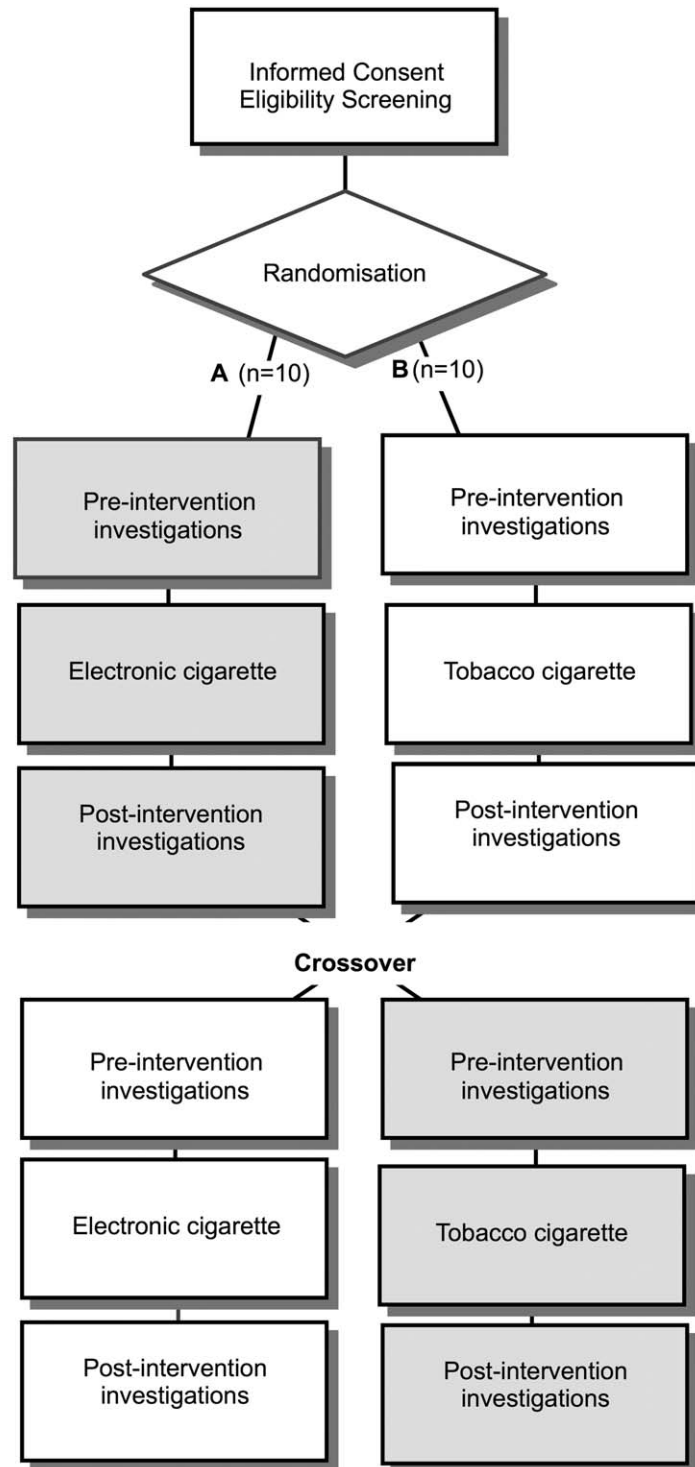 Informed Consent
Eligibility Screening
Randomisation
A (n=10)
B (n=10)
Pre-intervention
investigations
Pre-intervention
investigations
Electronic cigarette
Tobacco cigarette
Post-intervention
investigations
Post-intervention
investigations
Crossover
Pre-intervention
investigations
Pre-intervention
investigations
Electronic cigarette
Tobacco cigarette
Post-intervention
investigations
Post-intervention
investigations